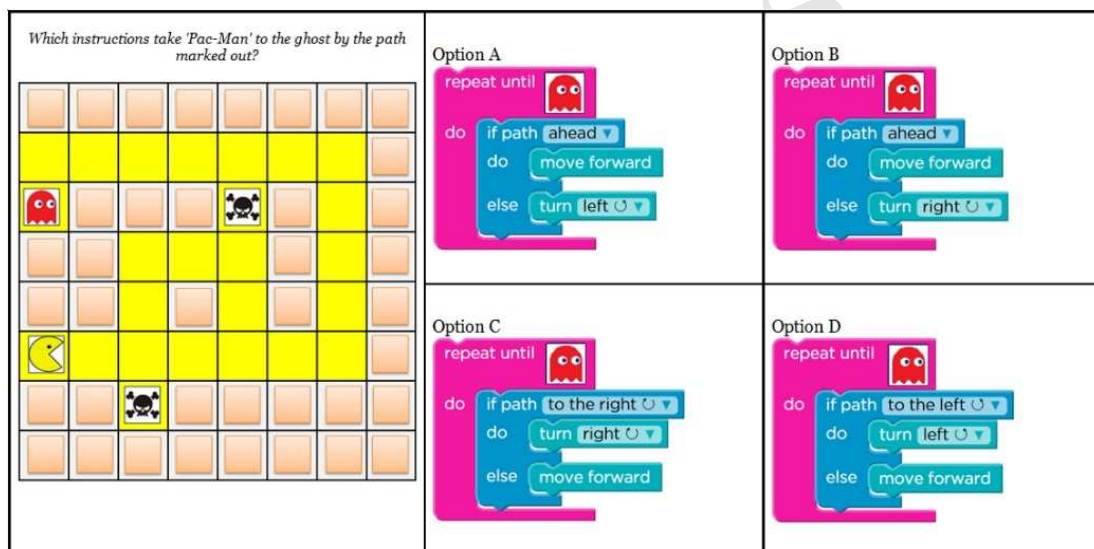 Which instructions take 'Pac-Man' to the ghost by the path
marked out?
Option A
repeat until
do if path ahead
do move forward
else turn left
Option B
repeat until
do if path ahead
do move forward
else turn right
Option C
repeat until
do if path to the right
do turn right
else move forward
Option D
repeat until
do if path to the left
do turn left
else move forward